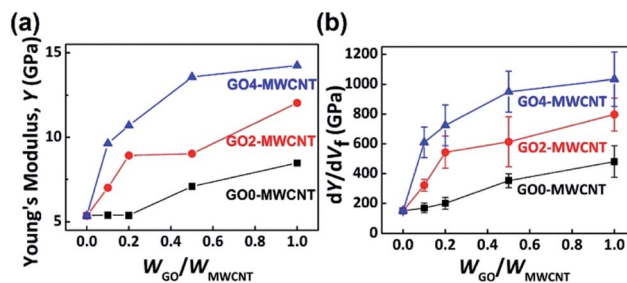 (a)
Young's Modulus, Y (GPa)
15
10
5
GO4-MWCNT
GO2-MWCNT
GO0-MWCNT
0.0 0.2 0.4 0.6 0.8 1.0
WGO/WMWCNT
(b)
dY/dVf (GPa)
1200
1000
800
600
400
200
0
GO4-MWCNT
GO2-MWCNT
GO0-MWCNT
0.0 0.2 0.4 0.6 0.8 1.0
WGO/WMWCNT